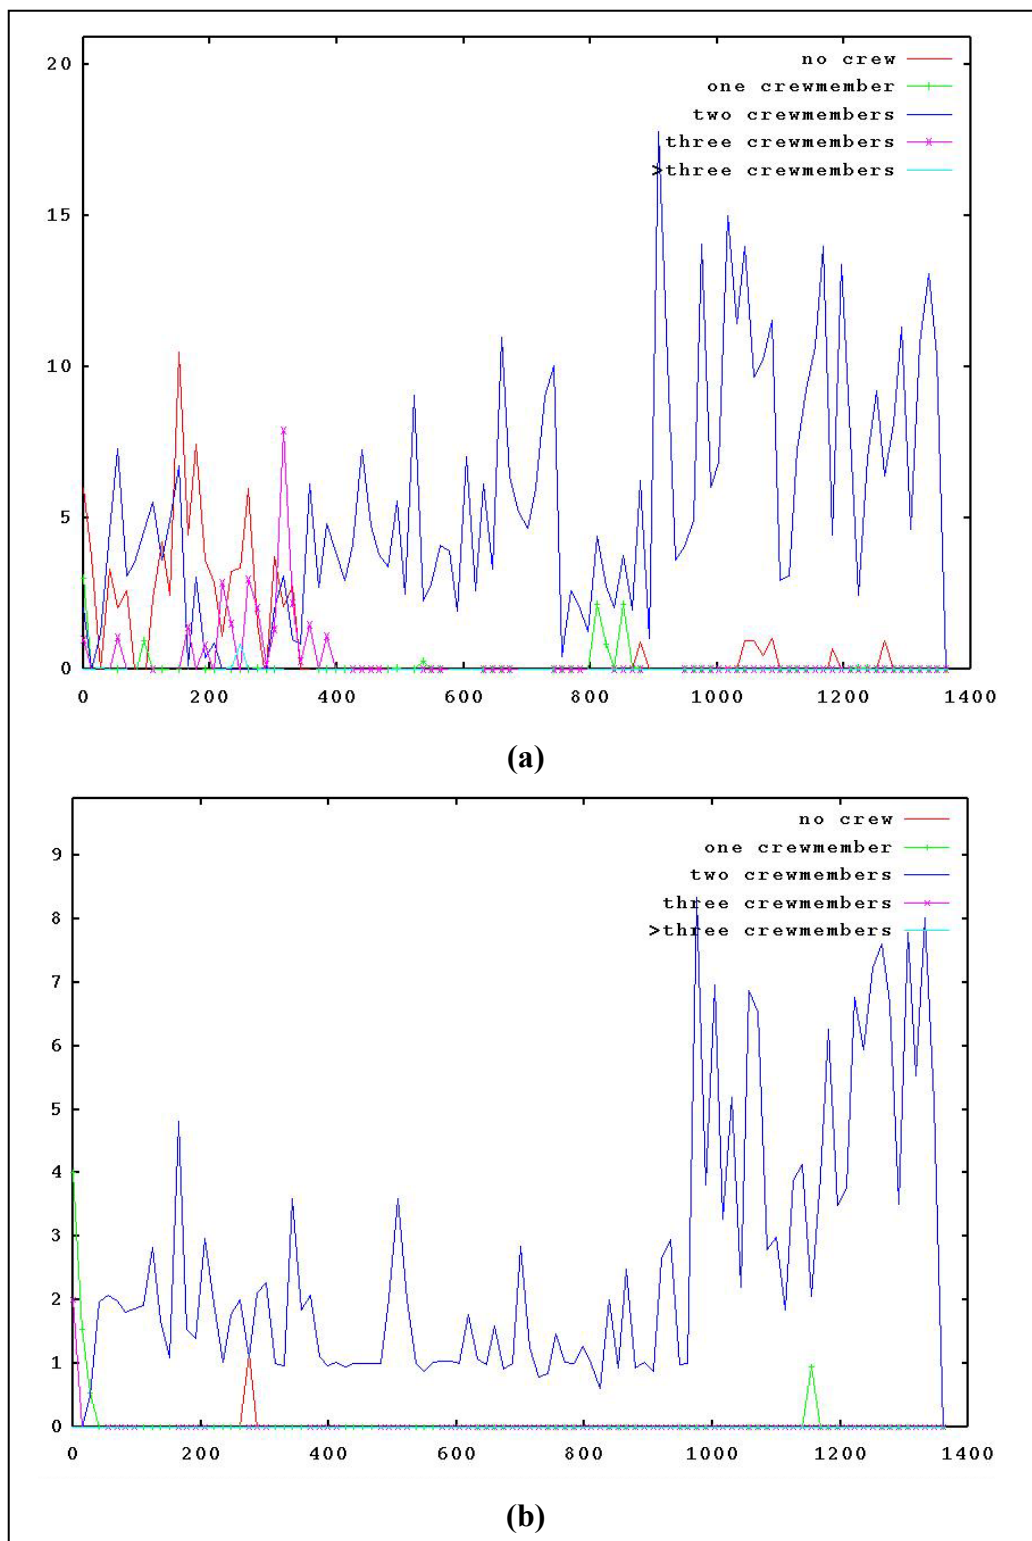 20
15
10
5
0
0 200 400 600 800 1000 1200 1400
no crew
one crewmember
two crewmembers
three crewmembers
>three crewmembers
(a)
9
8
7
6
5
4
3
2
1
0
0 200 400 600 800 1000 1200 1400
no crew
one crewmember
two crewmembers
three crewmembers
>three crewmembers
(b)